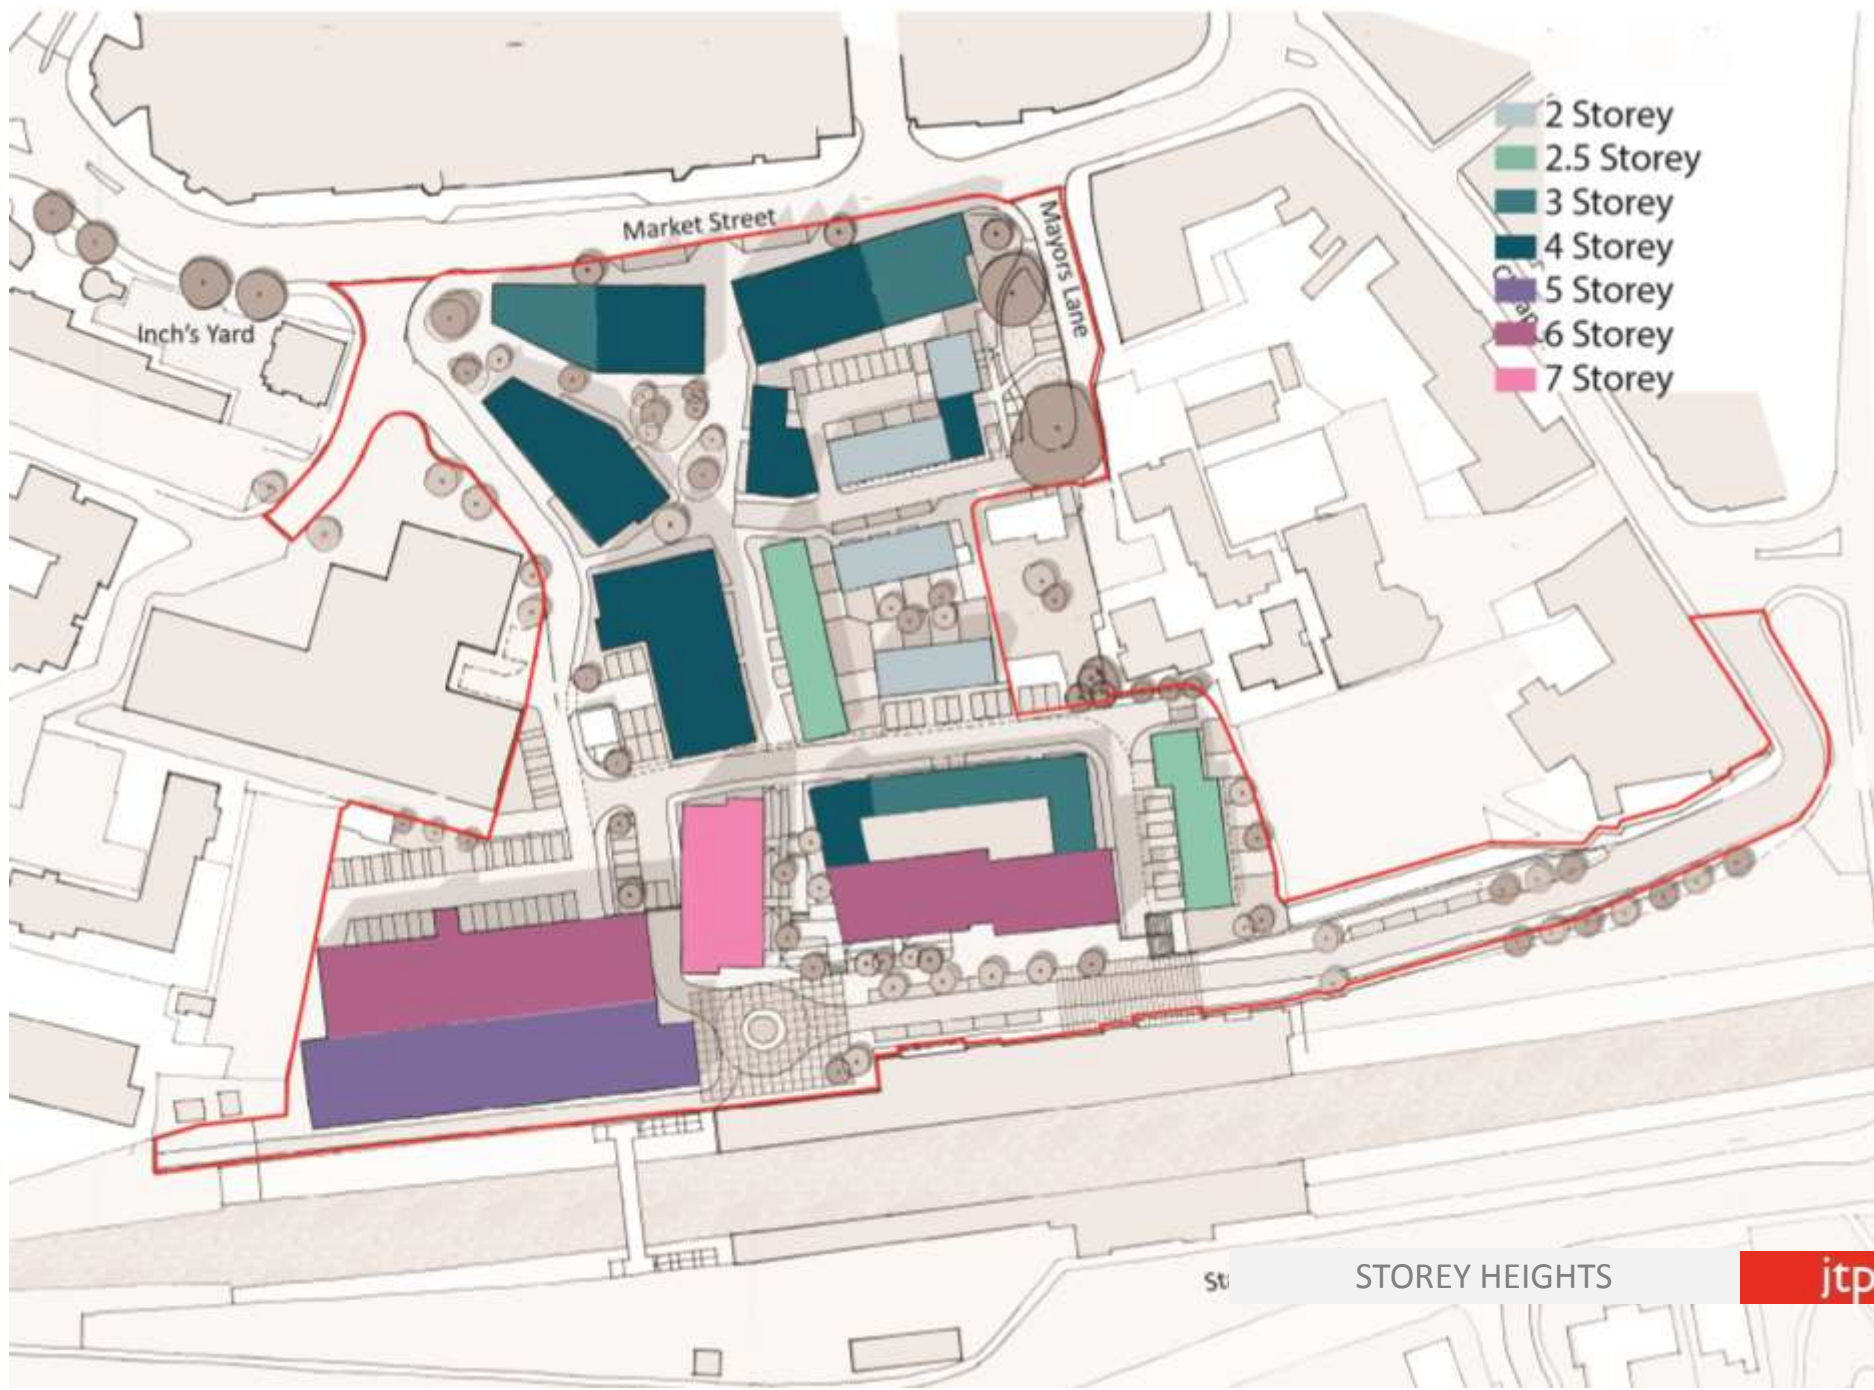 Market Street
Mayors Lane
Inch's Yard
2 Storey
2.5 Storey
3 Storey
4 Storey
5 Storey
6 Storey
7 Storey
STOREY HEIGHTS
jtp